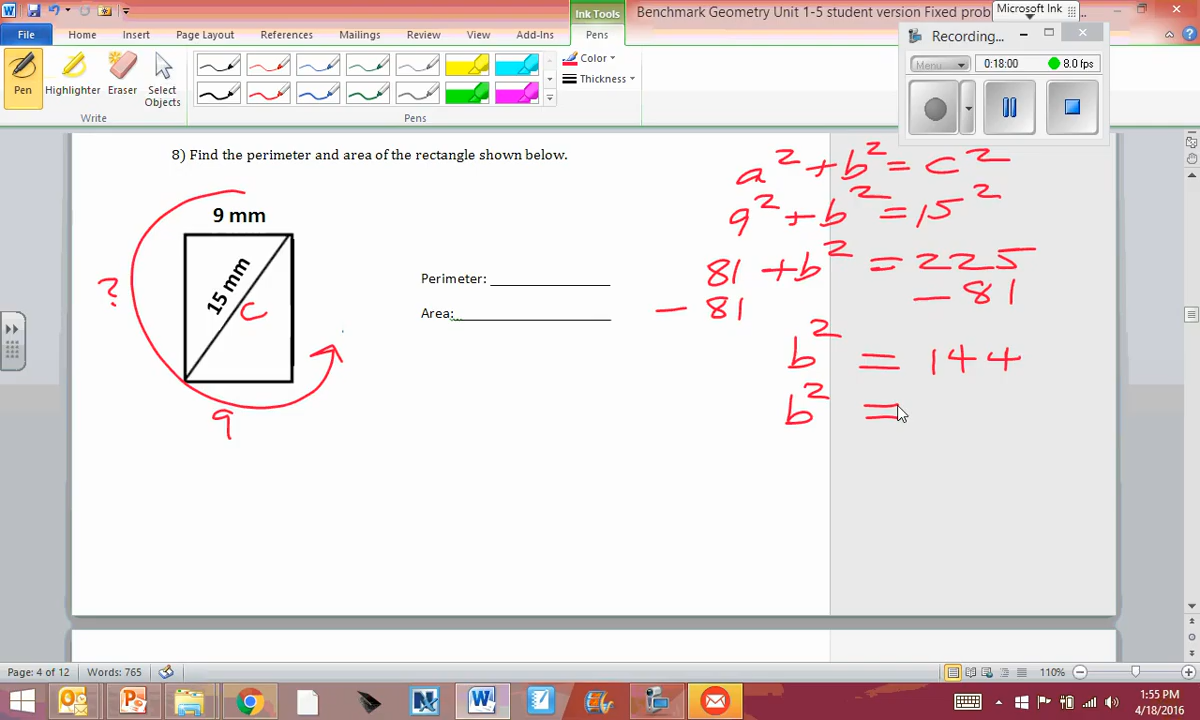 Ink Tools
Benchmark Geometry Unit 1-5 student version Fixed prob
Microsoft Ink
File
Home
Insert
Page Layout
References
Mailings
Review
View
Add-Ins
Pens
Recording...
Menu
0:18:00
8.0 fps
Pen
Highlighter
Eraser
Select
Objects
Color
Thickness
Write
Pens
8) Find the perimeter and area of the rectangle shown below.
9 mm
15 mm
C
?
9
Perimeter: ____________________
Area: ____________________
a² + b² = c²
9² + b² = 15²
81 + b² = 225
− 81 − 81
b² = 144
b² =
Page: 4 of 12
Words: 765
110%
1:55 PM
4/18/2016